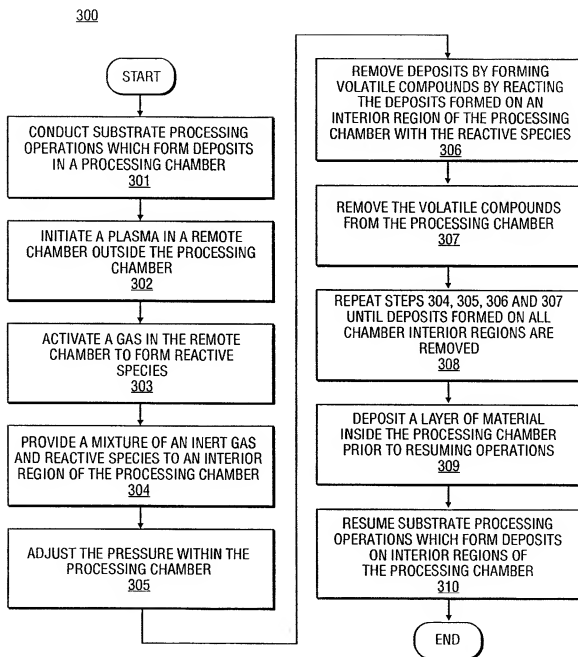 300
START
CONDUCT SUBSTRATE PROCESSING
OPERATIONS WHICH FORM DEPOSITS
IN A PROCESSING CHAMBER
301
INITIATE A PLASMA IN A REMOTE
CHAMBER OUTSIDE THE PROCESSING
CHAMBER
302
ACTIVATE A GAS IN THE REMOTE
CHAMBER TO FORM REACTIVE
SPECIES
303
PROVIDE A MIXTURE OF AN INERT GAS
AND REACTIVE SPECIES TO AN INTERIOR
REGION OF THE PROCESSING CHAMBER
304
ADJUST THE PRESSURE WITHIN THE
PROCESSING CHAMBER
305
REMOVE DEPOSITS BY FORMING
VOLATILE COMPOUNDS BY REACTING
THE DEPOSITS FORMED ON AN
INTERIOR REGION OF THE PROCESSING
CHAMBER WITH THE REACTIVE SPECIES
306
REMOVE THE VOLATILE COMPOUNDS
FROM THE PROCESSING CHAMBER
307
REPEAT STEPS 304, 305, 306 AND 307
UNTIL DEPOSITS FORMED ON ALL
CHAMBER INTERIOR REGIONS ARE
REMOVED
308
DEPOSIT A LAYER OF MATERIAL
INSIDE THE PROCESSING CHAMBER
PRIOR TO RESUMING OPERATIONS
309
RESUME SUBSTRATE PROCESSING
OPERATIONS WHICH FORM DEPOSITS
ON INTERIOR REGIONS OF
THE PROCESSING CHAMBER
310
END